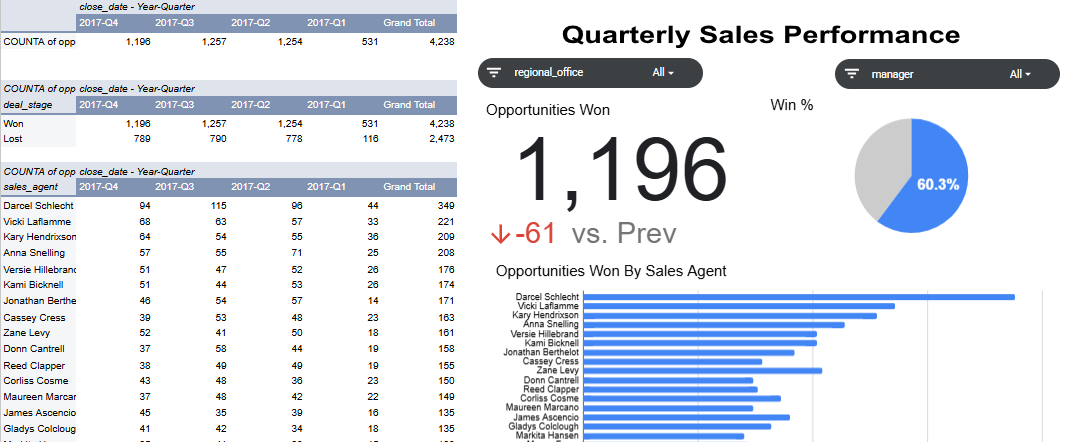 close_date - Year-Quarter
2017-Q4 2017-Q3 2017-Q2 2017-Q1 Grand Total
COUNTA of opp 1,196 1,257 1,254 531 4,238
COUNTA of opp close_date - Year-Quarter
deal_stage 2017-Q4 2017-Q3 2017-Q2 2017-Q1 Grand Total
Won 1,196 1,257 1,254 531 4,238
Lost 789 790 778 116 2,473
COUNTA of opp close_date - Year-Quarter
sales_agent 2017-Q4 2017-Q3 2017-Q2 2017-Q1 Grand Total
Darcel Schlecht 94 115 96 44 349
Vicki Laflamme 68 63 57 33 221
Kary Hendrixson 64 54 55 36 209
Anna Snelling 57 55 71 25 208
Versie Hillebranc 51 47 52 26 176
Kami Bicknell 51 44 53 26 174
Jonathan Berthe 46 54 57 14 171
Cassey Cress 39 53 48 23 163
Zane Levy 52 41 50 18 161
Donn Cantrell 37 58 44 19 158
Reed Clapper 38 49 49 19 155
Corliss Cosme 43 48 36 23 150
Maureen Marcar 37 48 42 22 149
James Ascencio 45 35 39 16 135
Gladys Colcloug 41 42 34 18 135
Quarterly Sales Performance
regional_office All
manager All
Opportunities Won
Win %
1,196
60.3%
-61 vs. Prev
Opportunities Won By Sales Agent
Darcel Schlecht
Vicki Laflamme
Kary Hendrixson
Anna Snelling
Versie Hillebrand
Kami Bicknell
Jonathan Berthelot
Cassey Cress
Zane Levy
Donn Cantrell
Reed Clapper
Corliss Cosme
Maureen Marcano
James Ascencio
Gladys Colclough
Markita Hansen